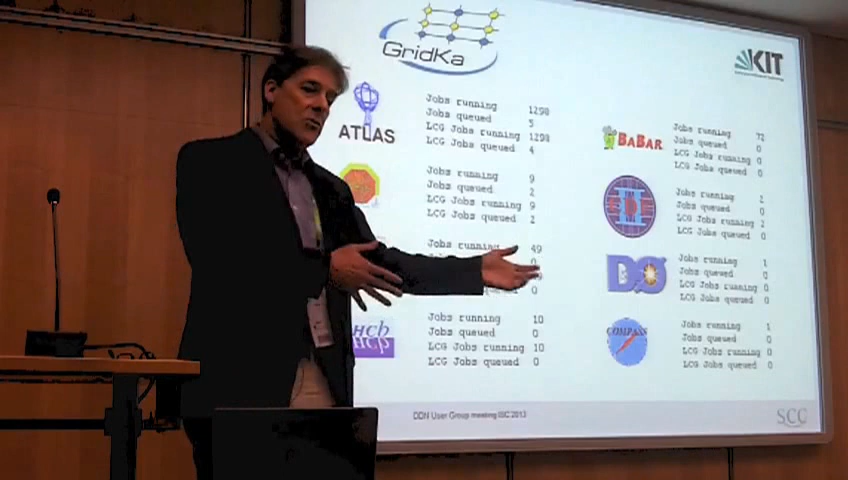 GridKa
KIT
ATLAS
Jobs running 1298
Jobs queued 5
LCG Jobs running 1298
LCG Jobs queued 4
Jobs running 9
Jobs queued 2
LCG Jobs running 9
LCG Jobs queued 2
Jobs running 49
0
0
LHCb
Jobs running 10
Jobs queued 0
LCG Jobs running 10
LCG Jobs queued 0
BABAR
Jobs running 72
Jobs queued 0
LCG Jobs running 0
LCG Jobs queued 0
Jobs running 2
Jobs queued 0
LCG Jobs running 2
LCG Jobs queued 0
DØ
Jobs running 1
Jobs queued 0
LCG Jobs running 0
LCG Jobs queued 0
COMPASS
Jobs running 1
Jobs queued 0
LCG Jobs running 0
LCG Jobs queued 0
DDN User Group meeting ISC 2013
SCC